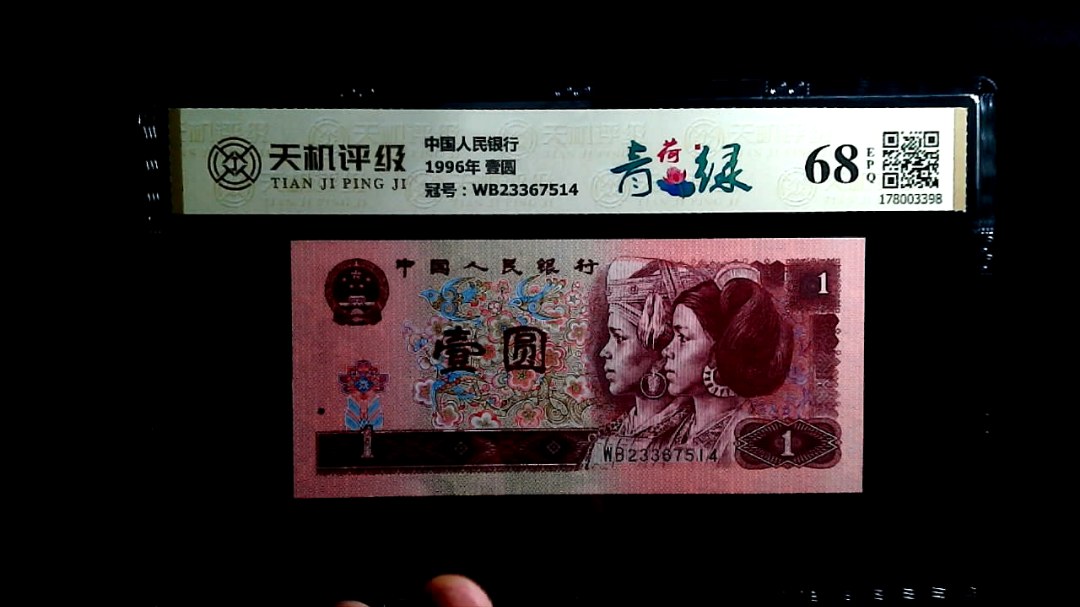 天机评级
TIAN JI PING JI
中国人民银行
1996年 壹圆
冠号：WB23367514
青荷绿
68
EPQ
178003398
中国人民银行
1
壹圆
1
WB23367514
1